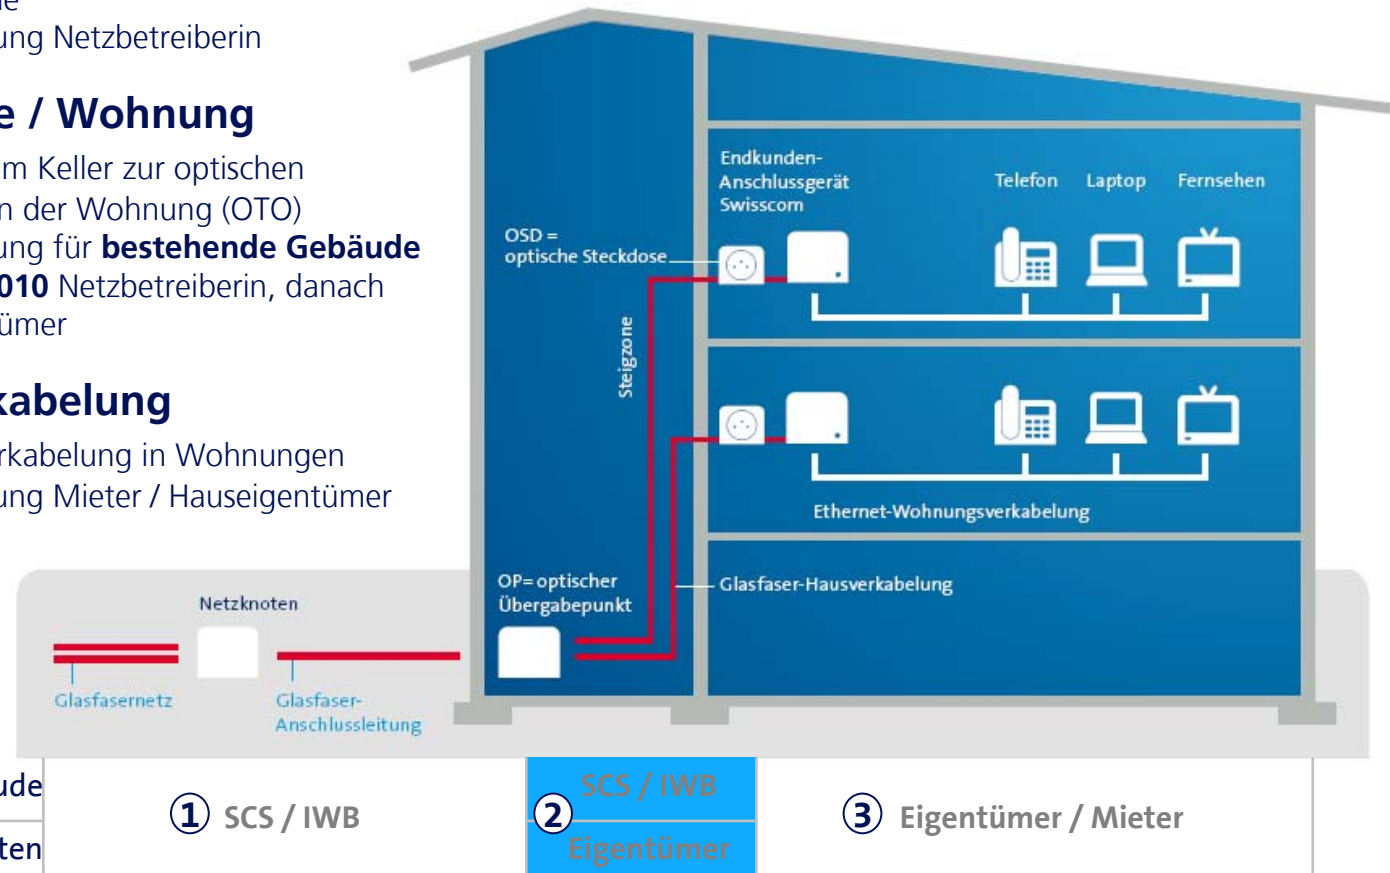 ung Netzbetreiberin
e / Wohnung
em Keller zur optischen
n der Wohnung (OTO)
ung für bestehende Gebäude
010 Netzbetreiberin, danach
tümer
kabelung
rkabelung in Wohnungen
ung Mieter / Hauseigentümer
Endkunden-
Anschlussgerät
Swisscom
Telefon Laptop Fernsehen
OSD =
optische Steckdose
Steigzone
Ethernet-Wohnungsverkabelung
OP= optischer
Übergabepunkt
Glasfaser-Hausverkabelung
Netzknoten
Glasfasernetz
Glasfaser-
Anschlussleitung
ude
ten
1 SCS / IWB
2 SCS / IWB
Eigentümer
3 Eigentümer / Mieter